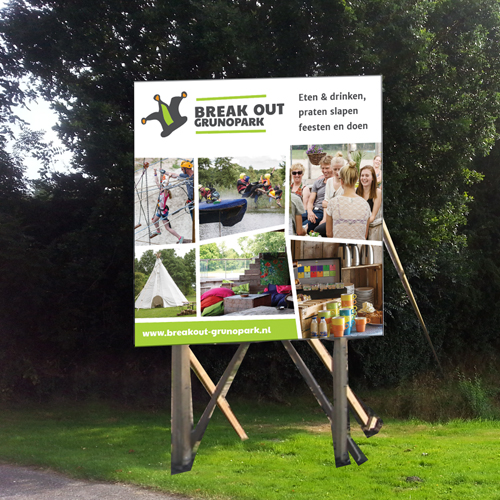 BREAK OUT
GRUNOPARK
Eten & drinken,
praten slapen
feesten en doen
www.breakout-grunopark.nl